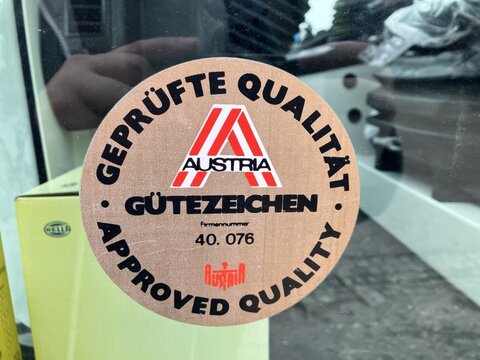 GEPRÜFTE QUALITÄT
AUSTRIA
GÜTEZEICHEN
Firmennummer
40. 076
AUSTRIA
· APPROVED QUALITY ·
HELLA